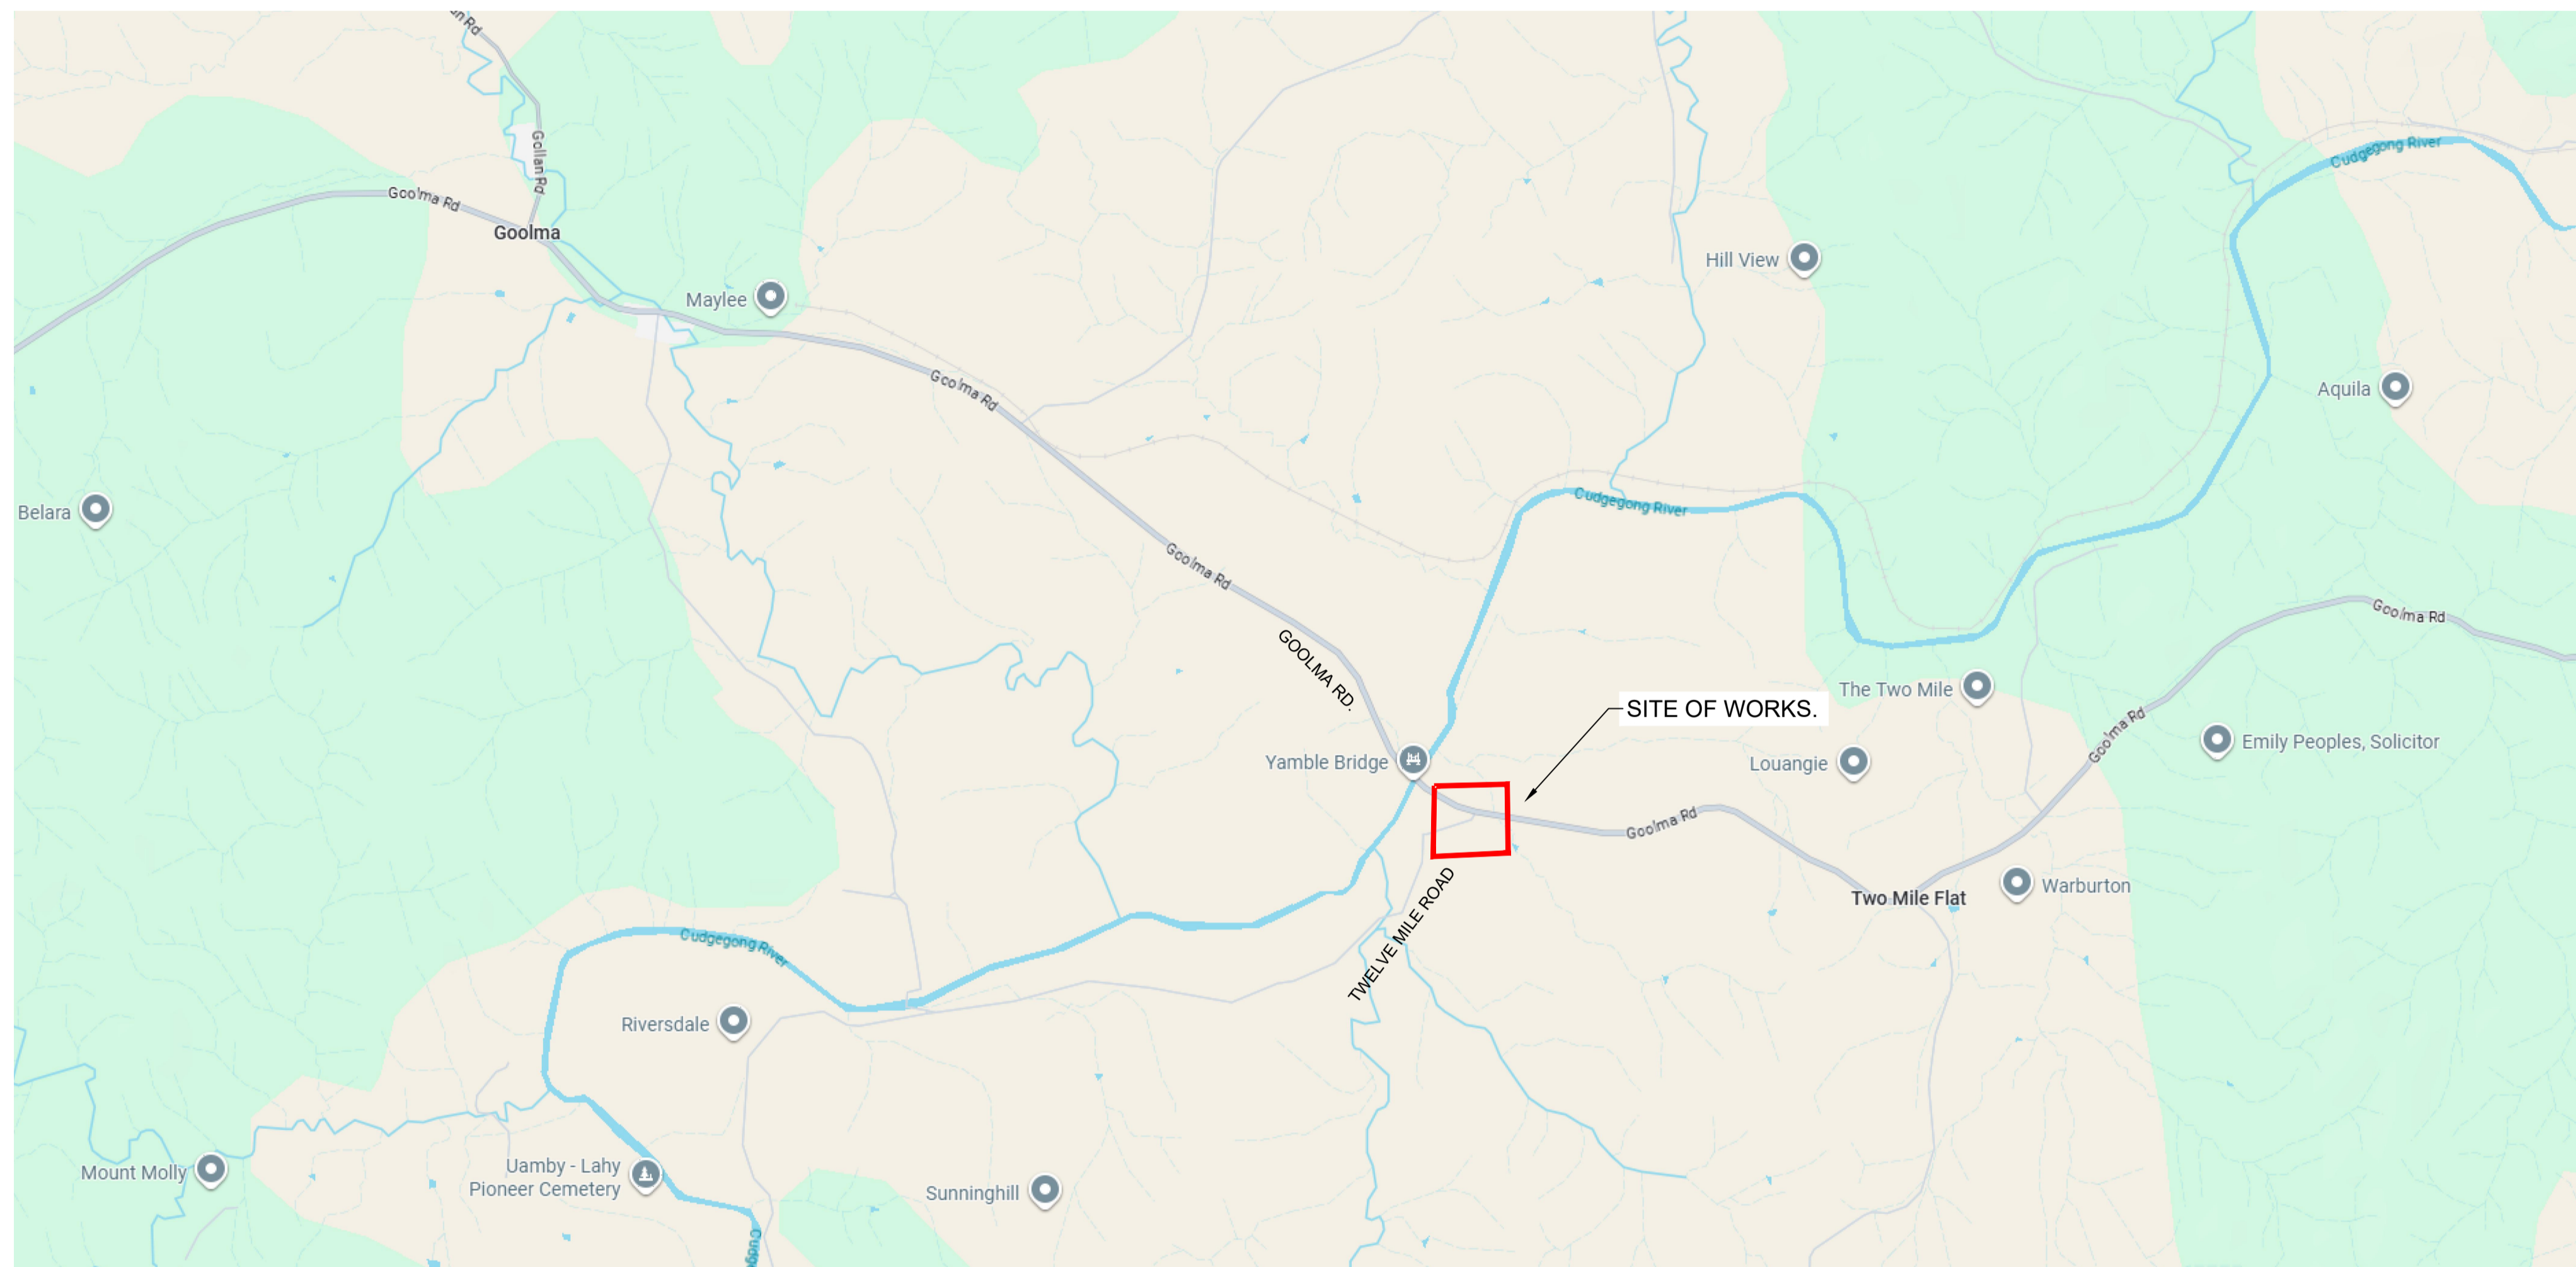 Gollan Rd
Goolma Rd
Goolma
Maylee
Goolma Rd
Goolma Rd
Hill View
Cudgegong River
Aquila
Belara
Cudgegong River
GOOLMA RD.
SITE OF WORKS.
The Two Mile
Goolma Rd
Goolma Rd
Emily Peoples, Solicitor
Yamble Bridge
Louangie
Goolma Rd
TWELVE MILE ROAD
Two Mile Flat
Warburton
Cudgegong River
Riversdale
Mount Molly
Uamby - Lahy
Pioneer Cemetery
Sunninghill